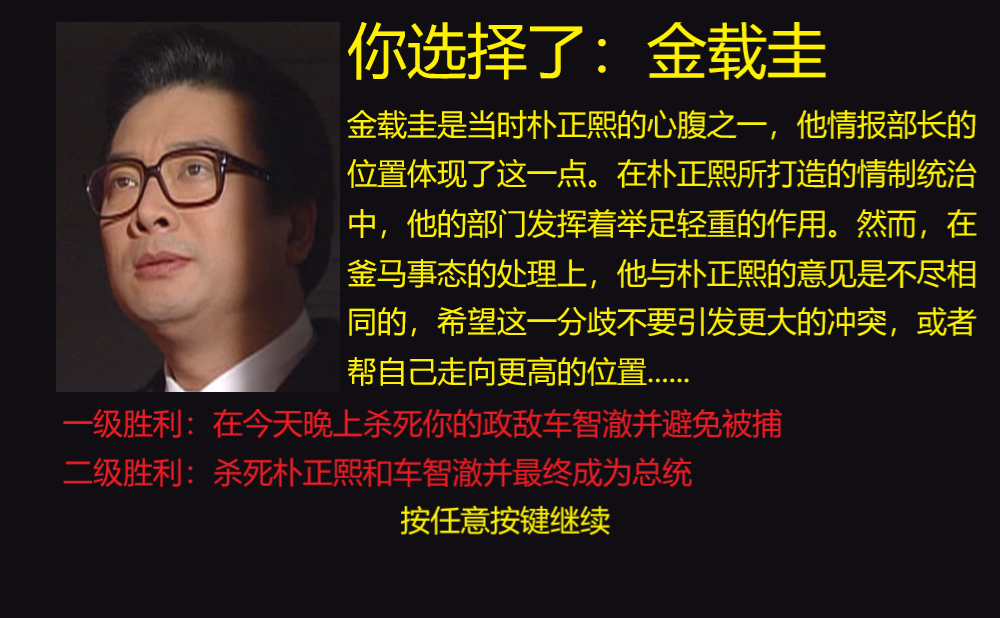 你选择了：金载圭
金载圭是当时朴正熙的心腹之一，他情报部长的
位置体现了这一点。在朴正熙所打造的情制统治
中，他的部门发挥着举足轻重的作用。然而，在
釜马事态的处理上，他与朴正熙的意见是不尽相
同的，希望这一分歧不要引发更大的冲突，或者
帮自己走向更高的位置......
一级胜利：在今天晚上杀死你的政敌车智澈并避免被捕
二级胜利：杀死朴正熙和车智澈并最终成为总统
按任意按键继续